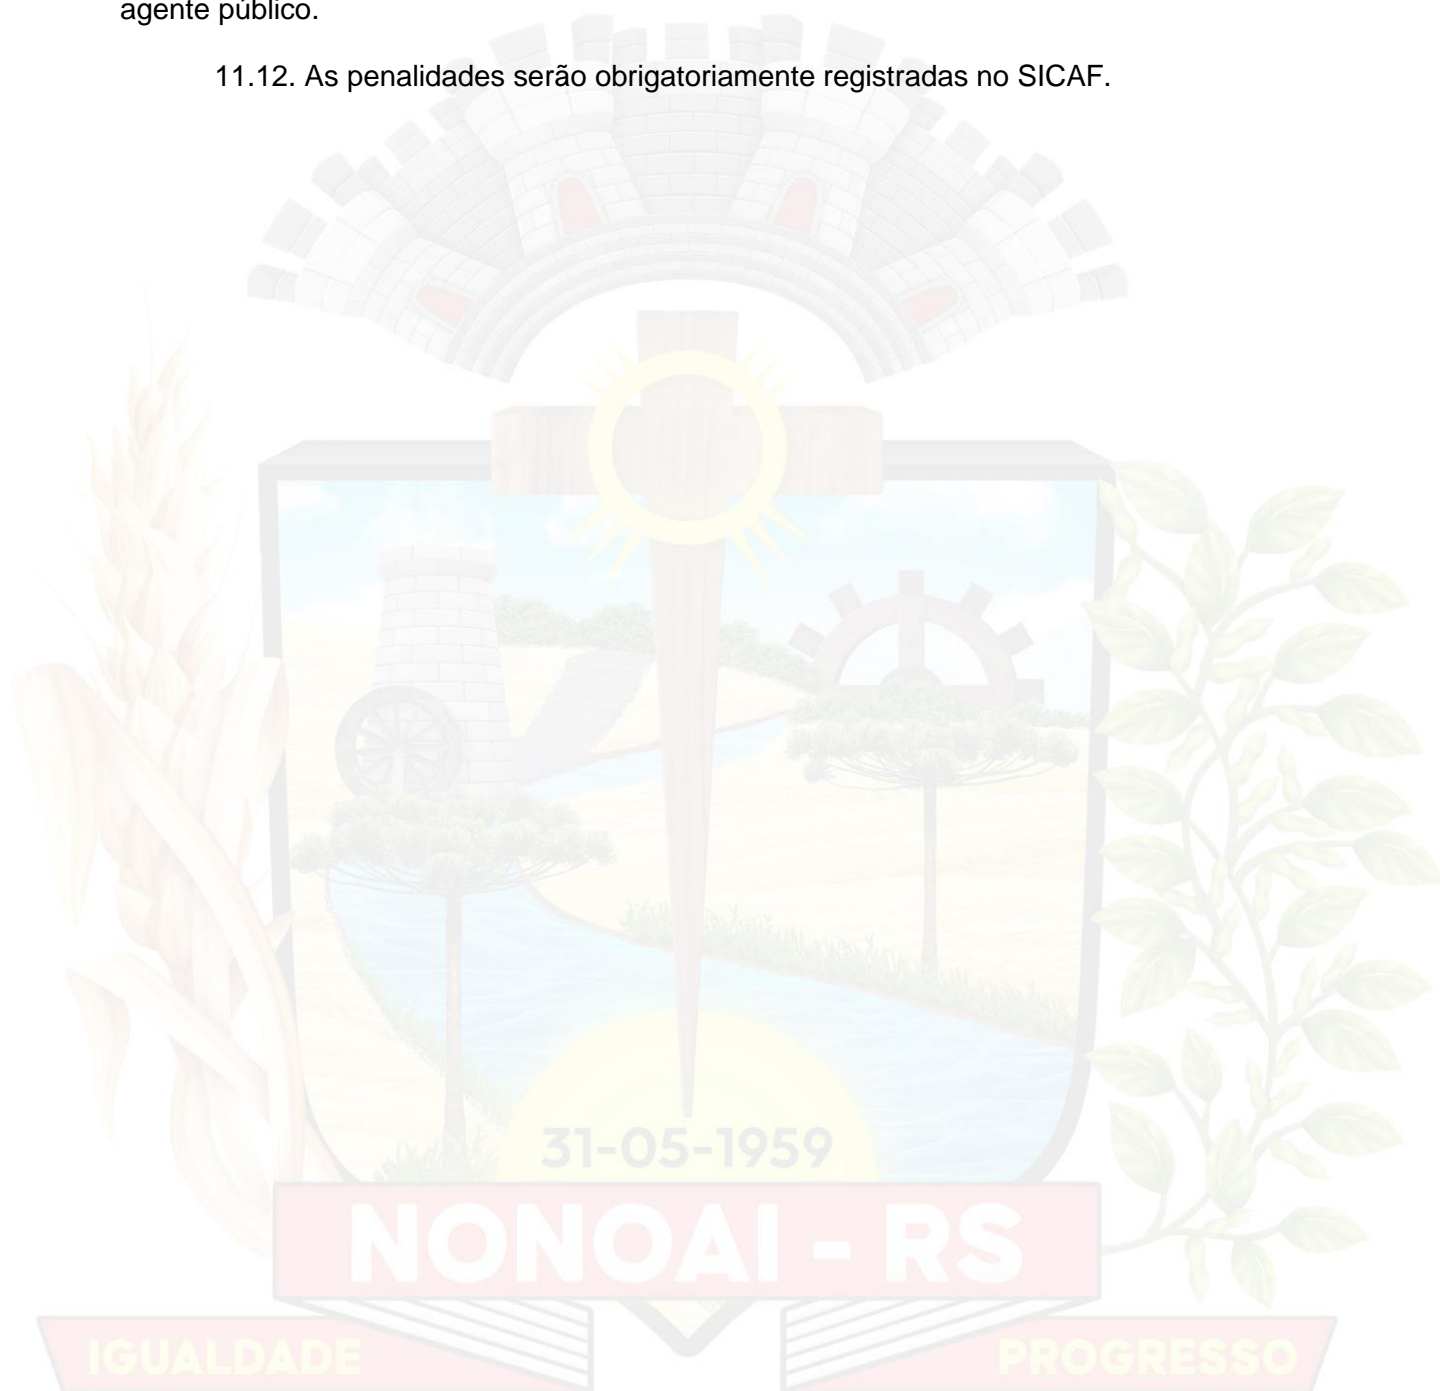 agente público.
11.12. As penalidades serão obrigatoriamente registradas no SICAF.
31-05-1959
NONOAI - RS
IGUALDADE
PROGRESSO